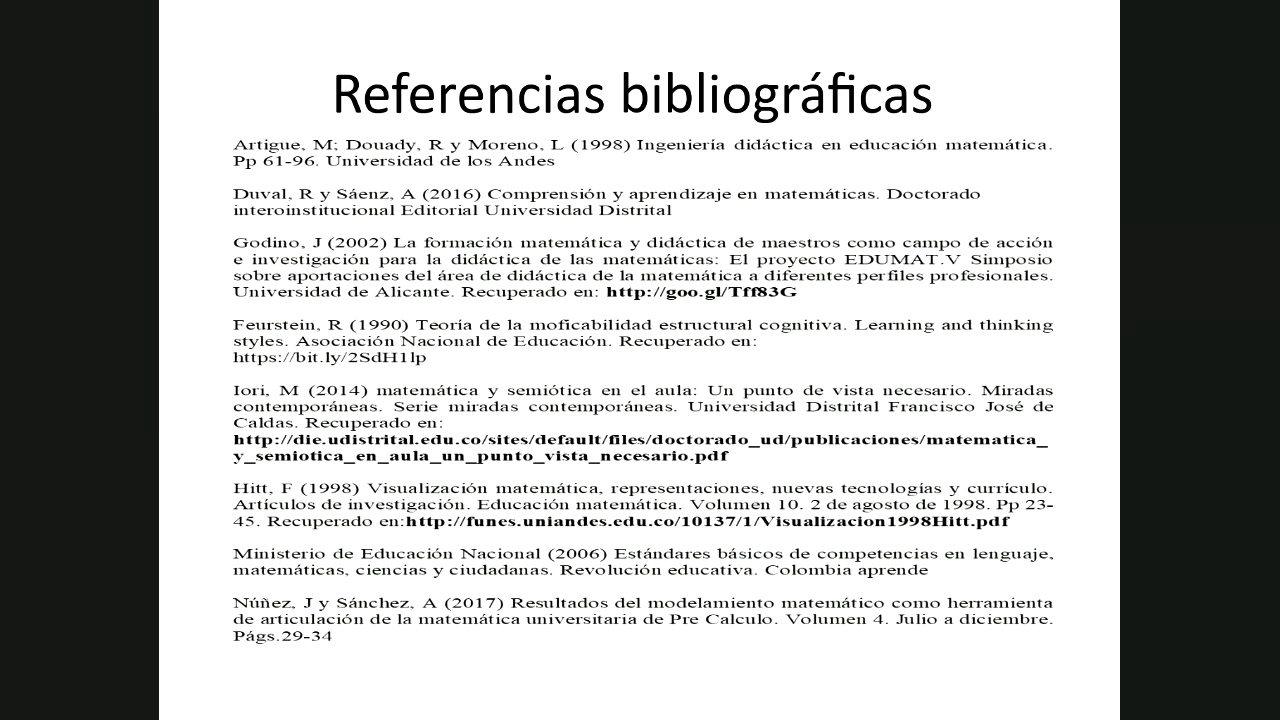 Referencias bibliográficas
Artigue, M; Douady, R y Moreno, L (1998) Ingeniería didáctica en educación matemática.
Pp 61-96. Universidad de los Andes
Duval, R y Sáenz, A (2016) Comprensión y aprendizaje en matemáticas. Doctorado
interoinstitucional Editorial Universidad Distrital
Godino, J (2002) La formación matemática y didáctica de maestros como campo de acción
e investigación para la didáctica de las matemáticas: El proyecto EDUMAT.V Simposio
sobre aportaciones del área de didáctica de la matemática a diferentes perfiles profesionales.
Universidad de Alicante. Recuperado en: http://goo.gl/Tff83G
Feurstein, R (1990) Teoría de la moficabilidad estructural cognitiva. Learning and thinking
styles. Asociación Nacional de Educación. Recuperado en:
https://bit.ly/2SdH1lp
Iori, M (2014) matemática y semiótica en el aula: Un punto de vista necesario. Miradas
contemporáneas. Serie miradas contemporáneas. Universidad Distrital Francisco José de
Caldas. Recuperado en:
http://die.udistrital.edu.co/sites/default/files/doctorado_ud/publicaciones/matematica_
y_semiotica_en_aula_un_punto_vista_necesario.pdf
Hitt, F (1998) Visualización matemática, representaciones, nuevas tecnologías y currículo.
Artículos de investigación. Educación matemática. Volumen 10. 2 de agosto de 1998. Pp 23-
45. Recuperado en:http://funes.uniandes.edu.co/10137/1/Visualizacion1998Hitt.pdf
Ministerio de Educación Nacional (2006) Estándares básicos de competencias en lenguaje,
matemáticas, ciencias y ciudadanas. Revolución educativa. Colombia aprende
Núñez, J y Sánchez, A (2017) Resultados del modelamiento matemático como herramienta
de articulación de la matemática universitaria de Pre Calculo. Volumen 4. Julio a diciembre.
Págs.29-34